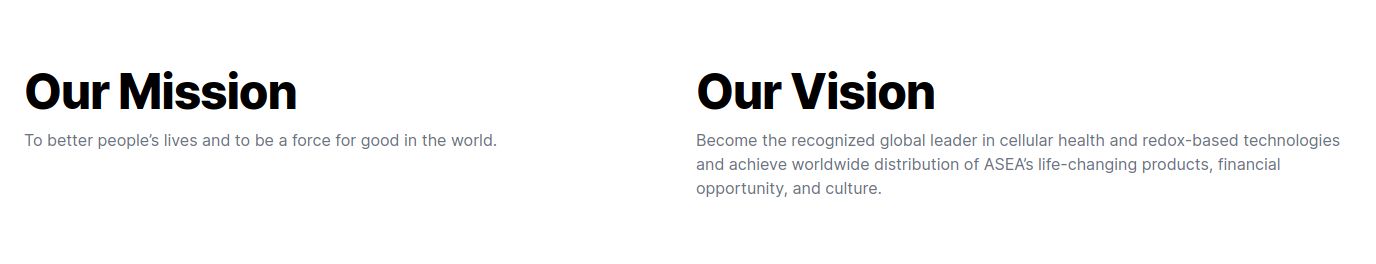 Our Mission
To better people’s lives and to be a force for good in the world.
Our Vision
Become the recognized global leader in cellular health and redox-based technologies
and achieve worldwide distribution of ASEA’s life-changing products, financial
opportunity, and culture.